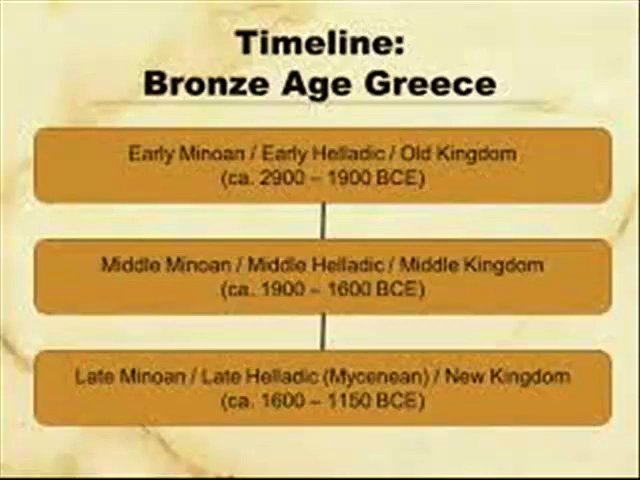 Timeline:
Bronze Age Greece
Early Minoan / Early Helladic / Old Kingdom
(ca. 2900 – 1900 BCE)
Middle Minoan / Middle Helladic / Middle Kingdom
(ca. 1900 – 1600 BCE)
Late Minoan / Late Helladic (Mycenean) / New Kingdom
(ca. 1600 – 1150 BCE)